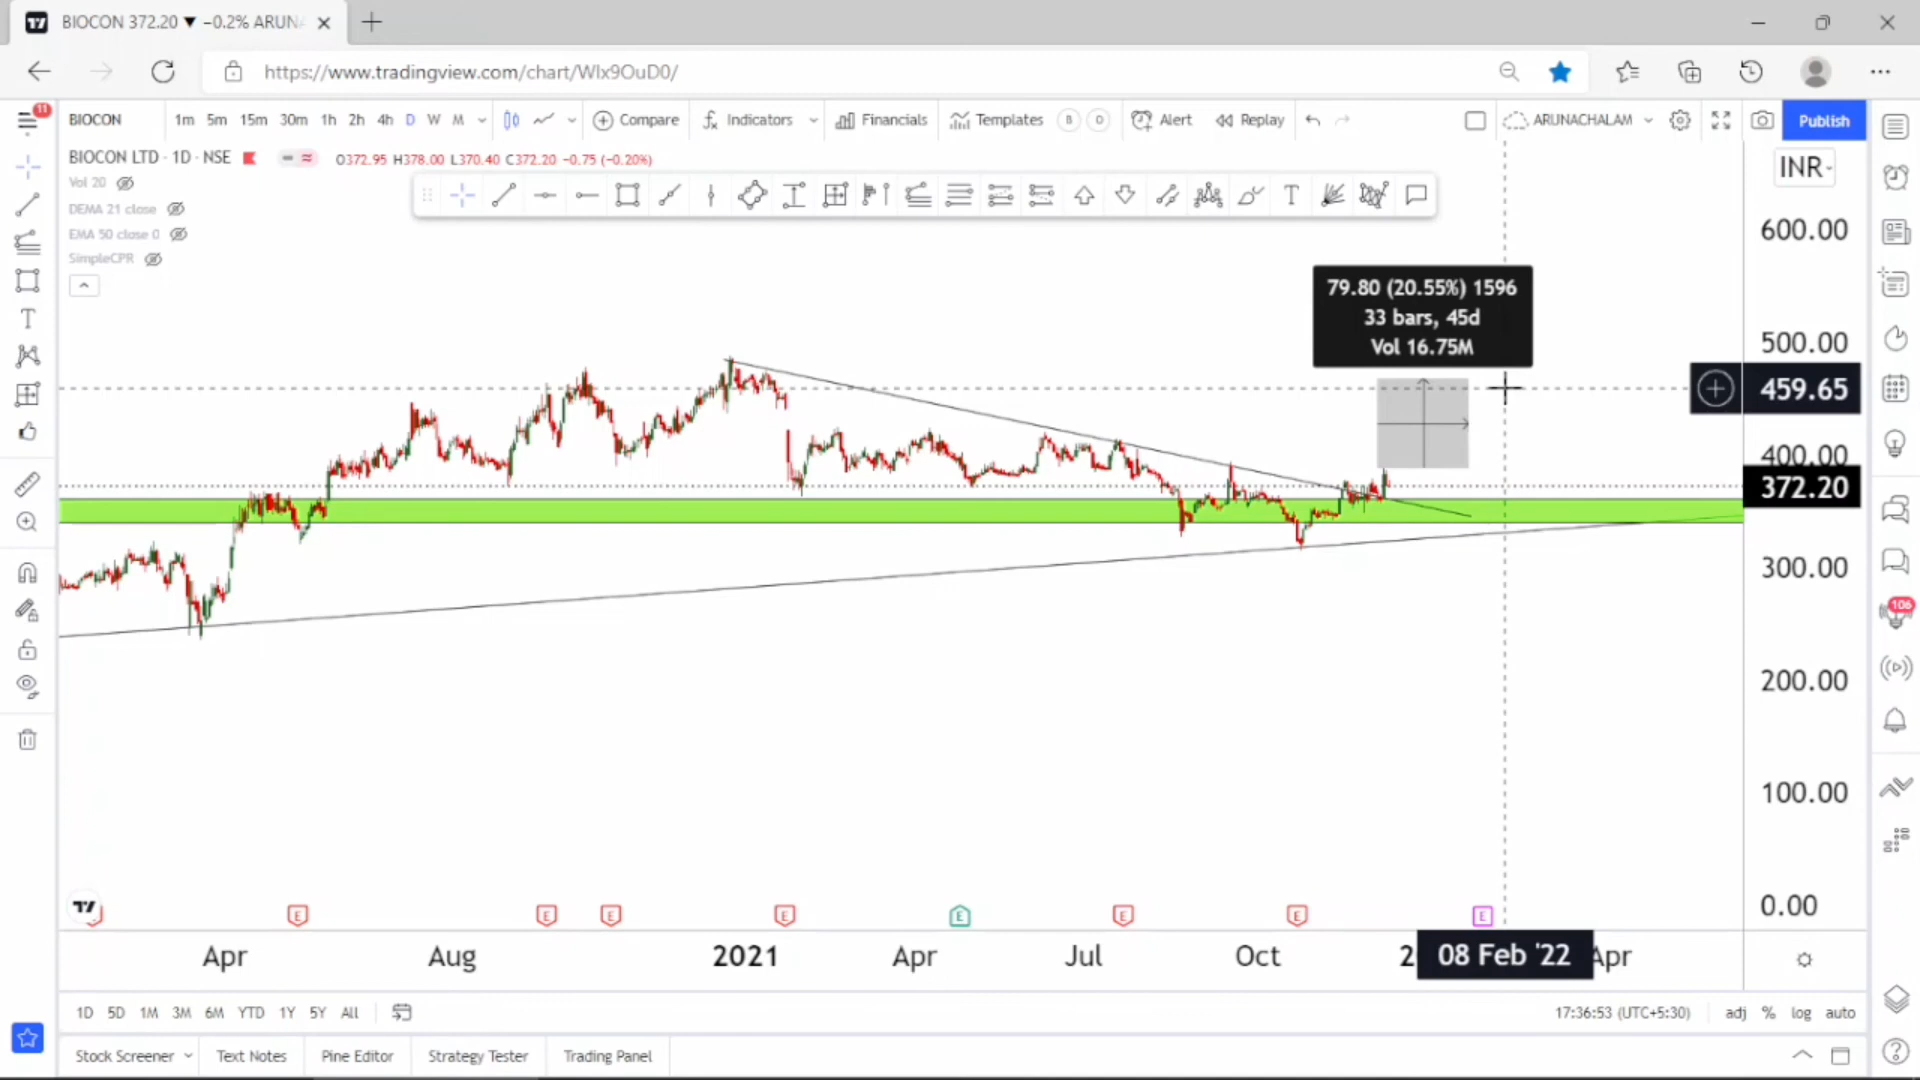 BIOCON 372.20 ▼ −0.2% ARUNA
https://www.tradingview.com/chart/WIx9OuD0/
11
BIOCON 1m 5m 15m 30m 1h 2h 4h D W M Compare Indicators Financials Templates B O Alert Replay ARUNACHALAM Publish
BIOCON LTD · 1D · NSE O372.95 H378.00 L370.40 C372.20 −0.75 (−0.20%)
INR
Vol 20
DEMA 21 close
EMA 50 close 0
SimpleCPR
600.00
79.80 (20.55%) 1596
33 bars, 45d
Vol 16.75M
500.00
459.65
400.00
372.20
300.00
106
200.00
100.00
0.00
E E E E E E E E
Apr Aug 2021 Apr Jul Oct 2 08 Feb '22 Apr
1D 5D 1M 3M 6M YTD 1Y 5Y All 17:36:53 (UTC+5:30) adj % log auto
Stock Screener Text Notes Pine Editor Strategy Tester Trading Panel